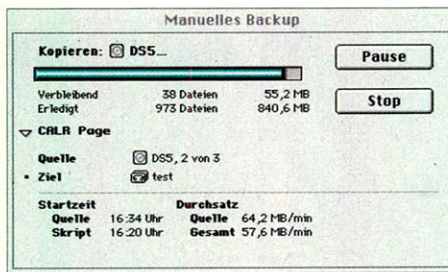 Manuelles Backup
Kopieren: DS5...
Pause
Verbleibend 38 Dateien 55,2 MB
Erledigt 973 Dateien 840,6 MB
Stop
CALR Page
Quelle DS5, 2 von 3
• Ziel test
Startzeit Durchsatz
Quelle 16:34 Uhr Quelle 64,2 MB/min
Skript 16:20 Uhr Gesamt 57,6 MB/min